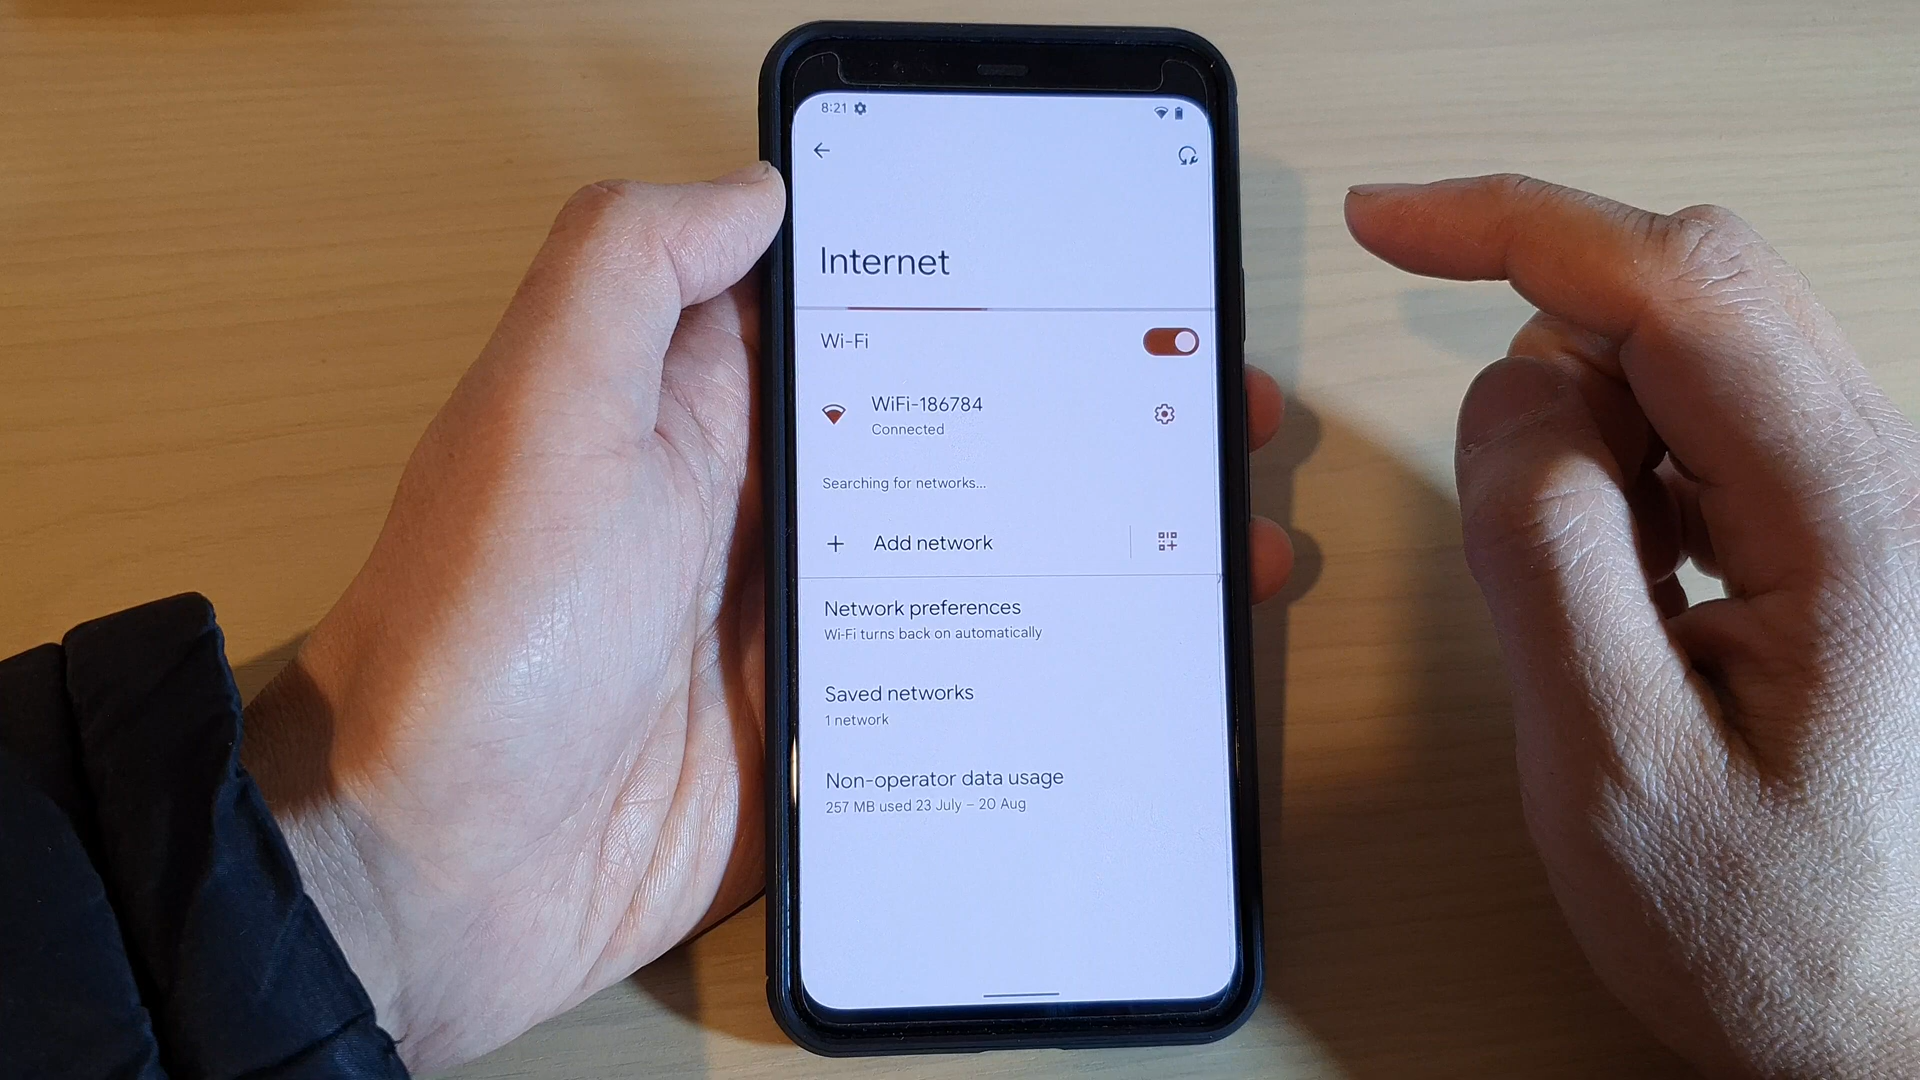 8:21
Internet
Wi-Fi
WiFi-186784
Connected
Searching for networks...
Add network
Network preferences
Wi-Fi turns back on automatically
Saved networks
1 network
Non-operator data usage
257 MB used 23 July – 20 Aug